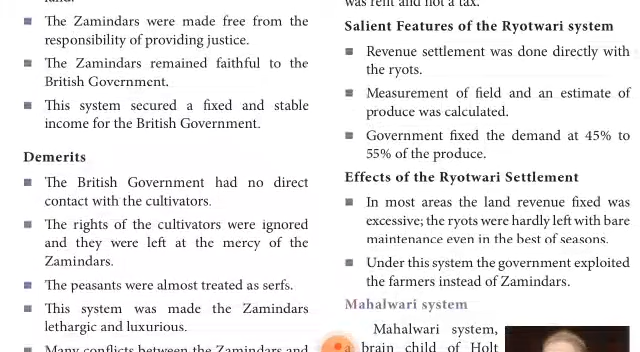 land.
The Zamindars were made free from the
responsibility of providing justice.
The Zamindars remained faithful to the
British Government.
This system secured a fixed and stable
income for the British Government.
Demerits
The British Government had no direct
contact with the cultivators.
The rights of the cultivators were ignored
and they were left at the mercy of the
Zamindars.
The peasants were almost treated as serfs.
This system was made the Zamindars
lethargic and luxurious.
Many conflicts between the Zamindars and
was rent and not a tax.
Salient Features of the Ryotwari system
Revenue settlement was done directly with
the ryots.
Measurement of field and an estimate of
produce was calculated.
Government fixed the demand at 45% to
55% of the produce.
Effects of the Ryotwari Settlement
In most areas the land revenue fixed was
excessive; the ryots were hardly left with bare
maintenance even in the best of seasons.
Under this system the government exploited
the farmers instead of Zamindars.
Mahalwari system
Mahalwari system,
a brain child of Holt